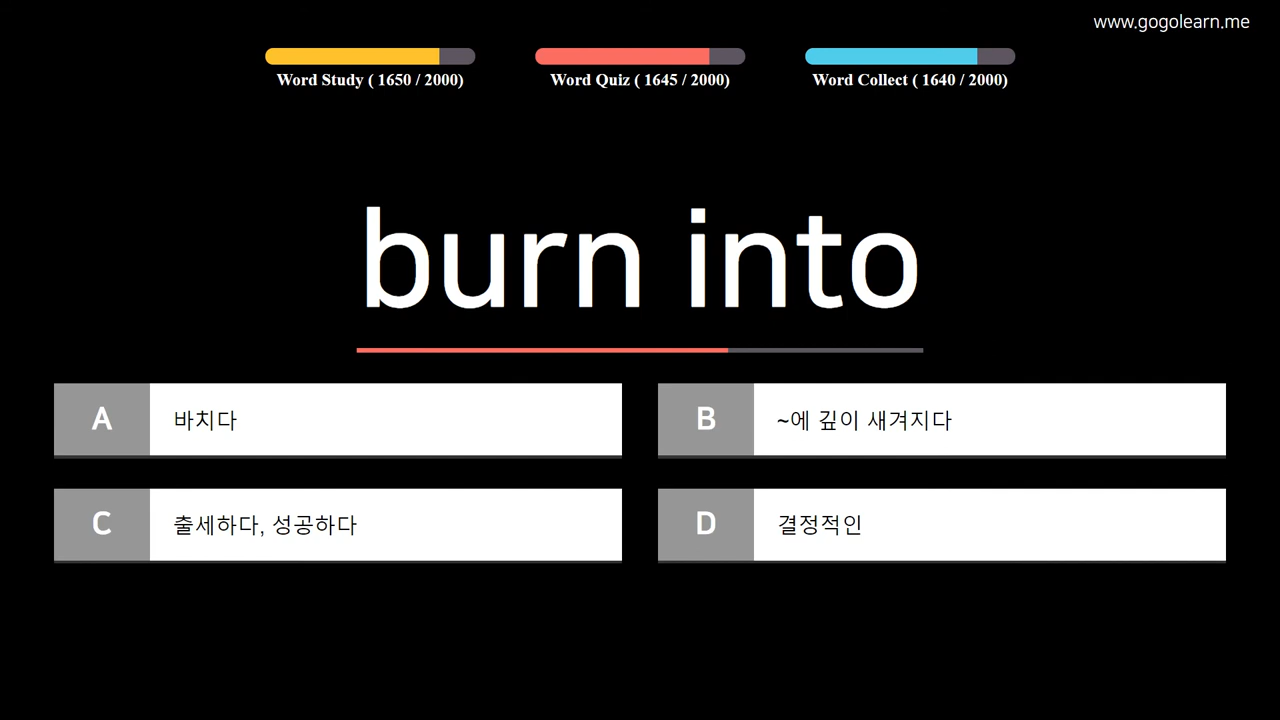 www.gogolearn.me
Word Study ( 1650 / 2000)
Word Quiz ( 1645 / 2000)
Word Collect ( 1640 / 2000)
burn into
A 바치다
B ~에 깊이 새겨지다
C 출세하다, 성공하다
D 결정적인